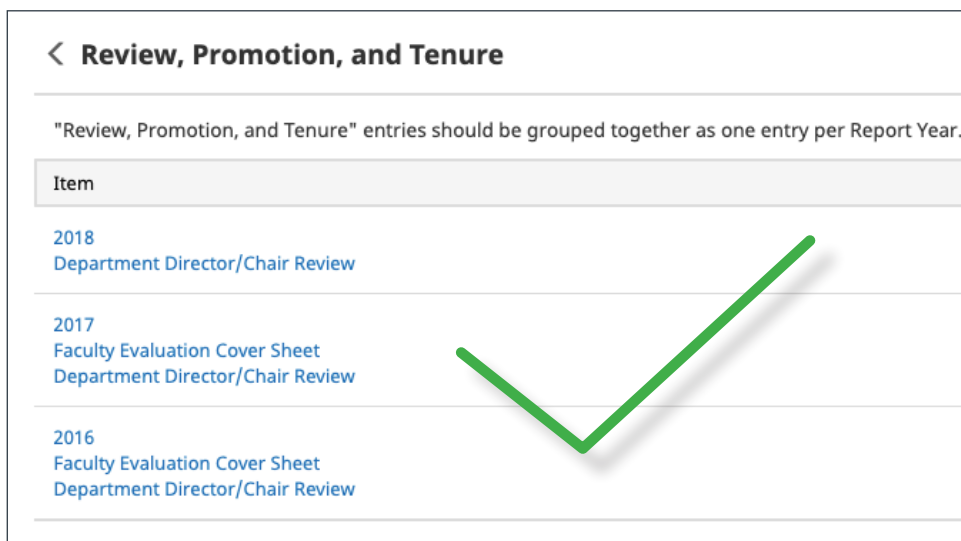 Review, Promotion, and Tenure
"Review, Promotion, and Tenure" entries should be grouped together as one entry per Report Year.
Item
2018
Department Director/Chair Review
2017
Faculty Evaluation Cover Sheet
Department Director/Chair Review
2016
Faculty Evaluation Cover Sheet
Department Director/Chair Review